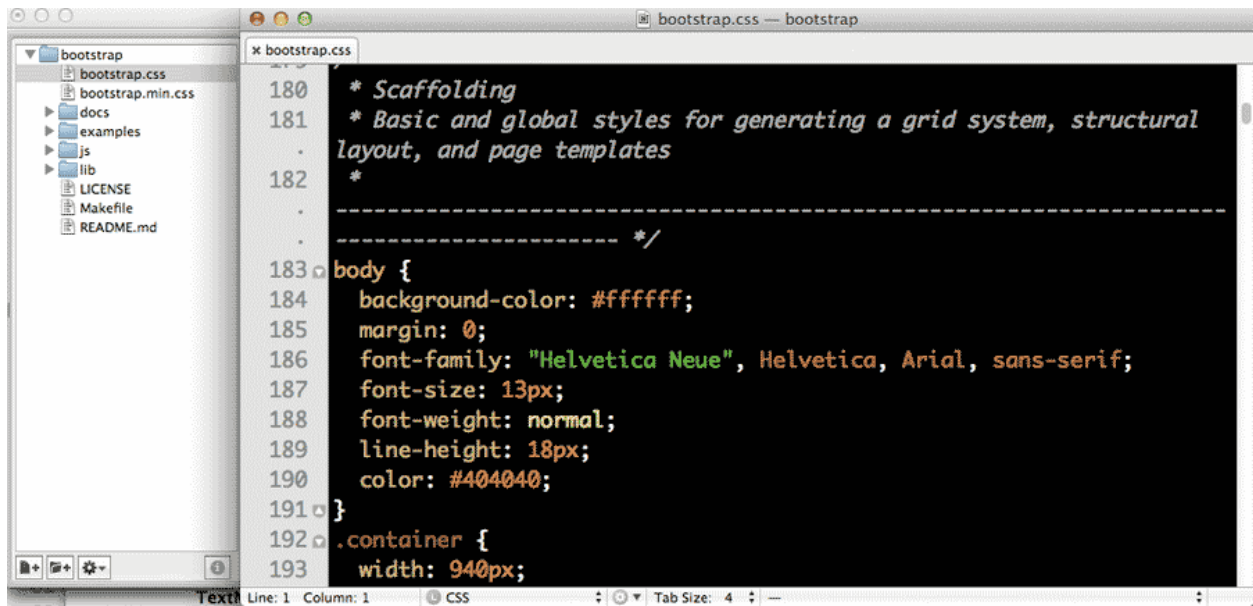 bootstrap.css — bootstrap
bootstrap
bootstrap.css
bootstrap.min.css
docs
examples
js
lib
LICENSE
Makefile
README.md
× bootstrap.css
180 * Scaffolding
181 * Basic and global styles for generating a grid system, structural
layout, and page templates
182 *
-----------------------------------------------------------------------
---------------------- */
183 body {
184 background-color: #ffffff;
185 margin: 0;
186 font-family: "Helvetica Neue", Helvetica, Arial, sans-serif;
187 font-size: 13px;
188 font-weight: normal;
189 line-height: 18px;
190 color: #404040;
191 }
192 .container {
193 width: 940px;
Line: 1 Column: 1 CSS Tab Size: 4 —